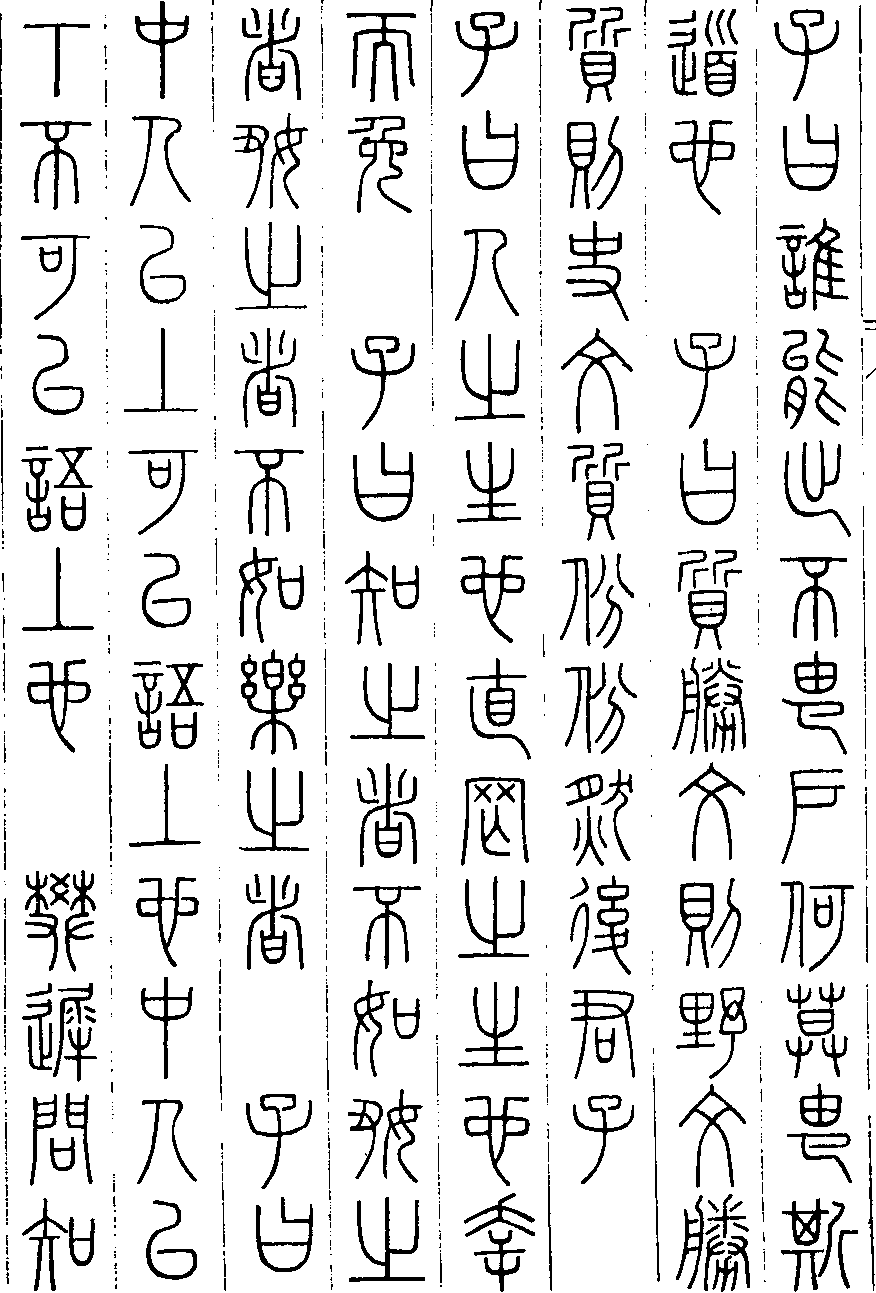 子曰誰能出不由戶何莫由斯
道也　子曰質勝文則野文勝
質則史文質份份然後君子
子曰人之生也直罔之生也幸
而免　子曰知之者不如好之
者好之者不如樂之者　子曰
中人以上可以語上也中人以
下不可以語上也　樊遲問知